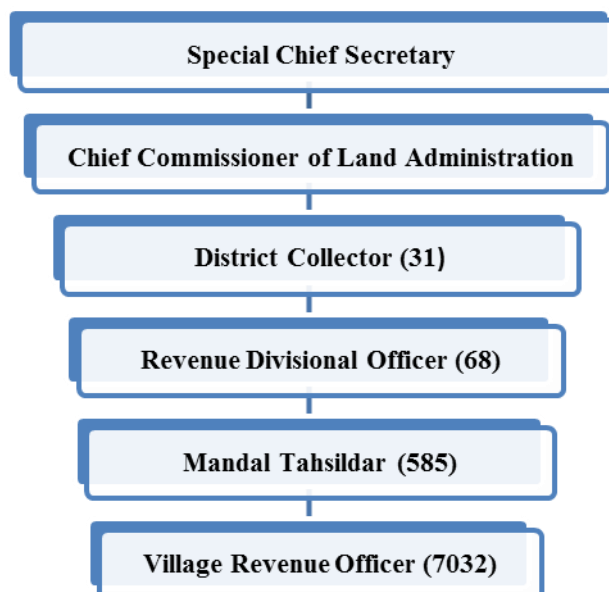 Special Chief Secretary
Chief Commissioner of Land Administration
District Collector (31)
Revenue Divisional Officer (68)
Mandal Tahsildar (585)
Village Revenue Officer (7032)